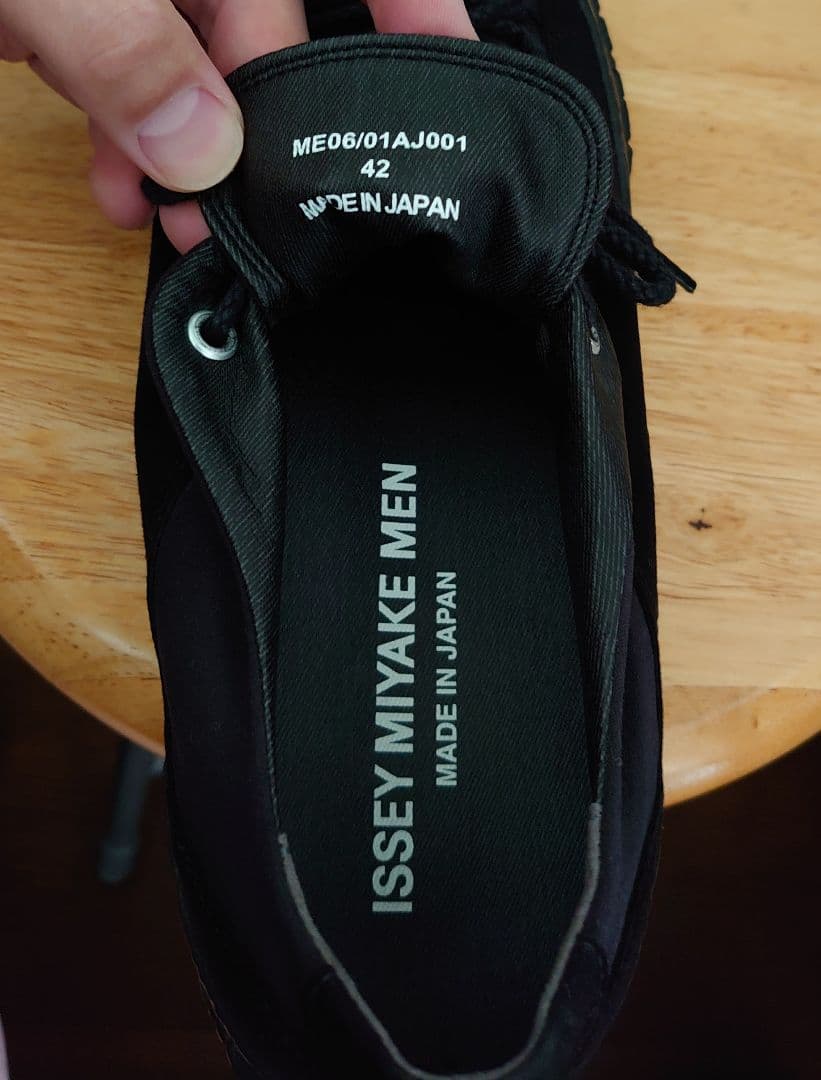 ME06/01AJ001
42
MADE IN JAPAN
ISSEY MIYAKE MEN
MADE IN JAPAN